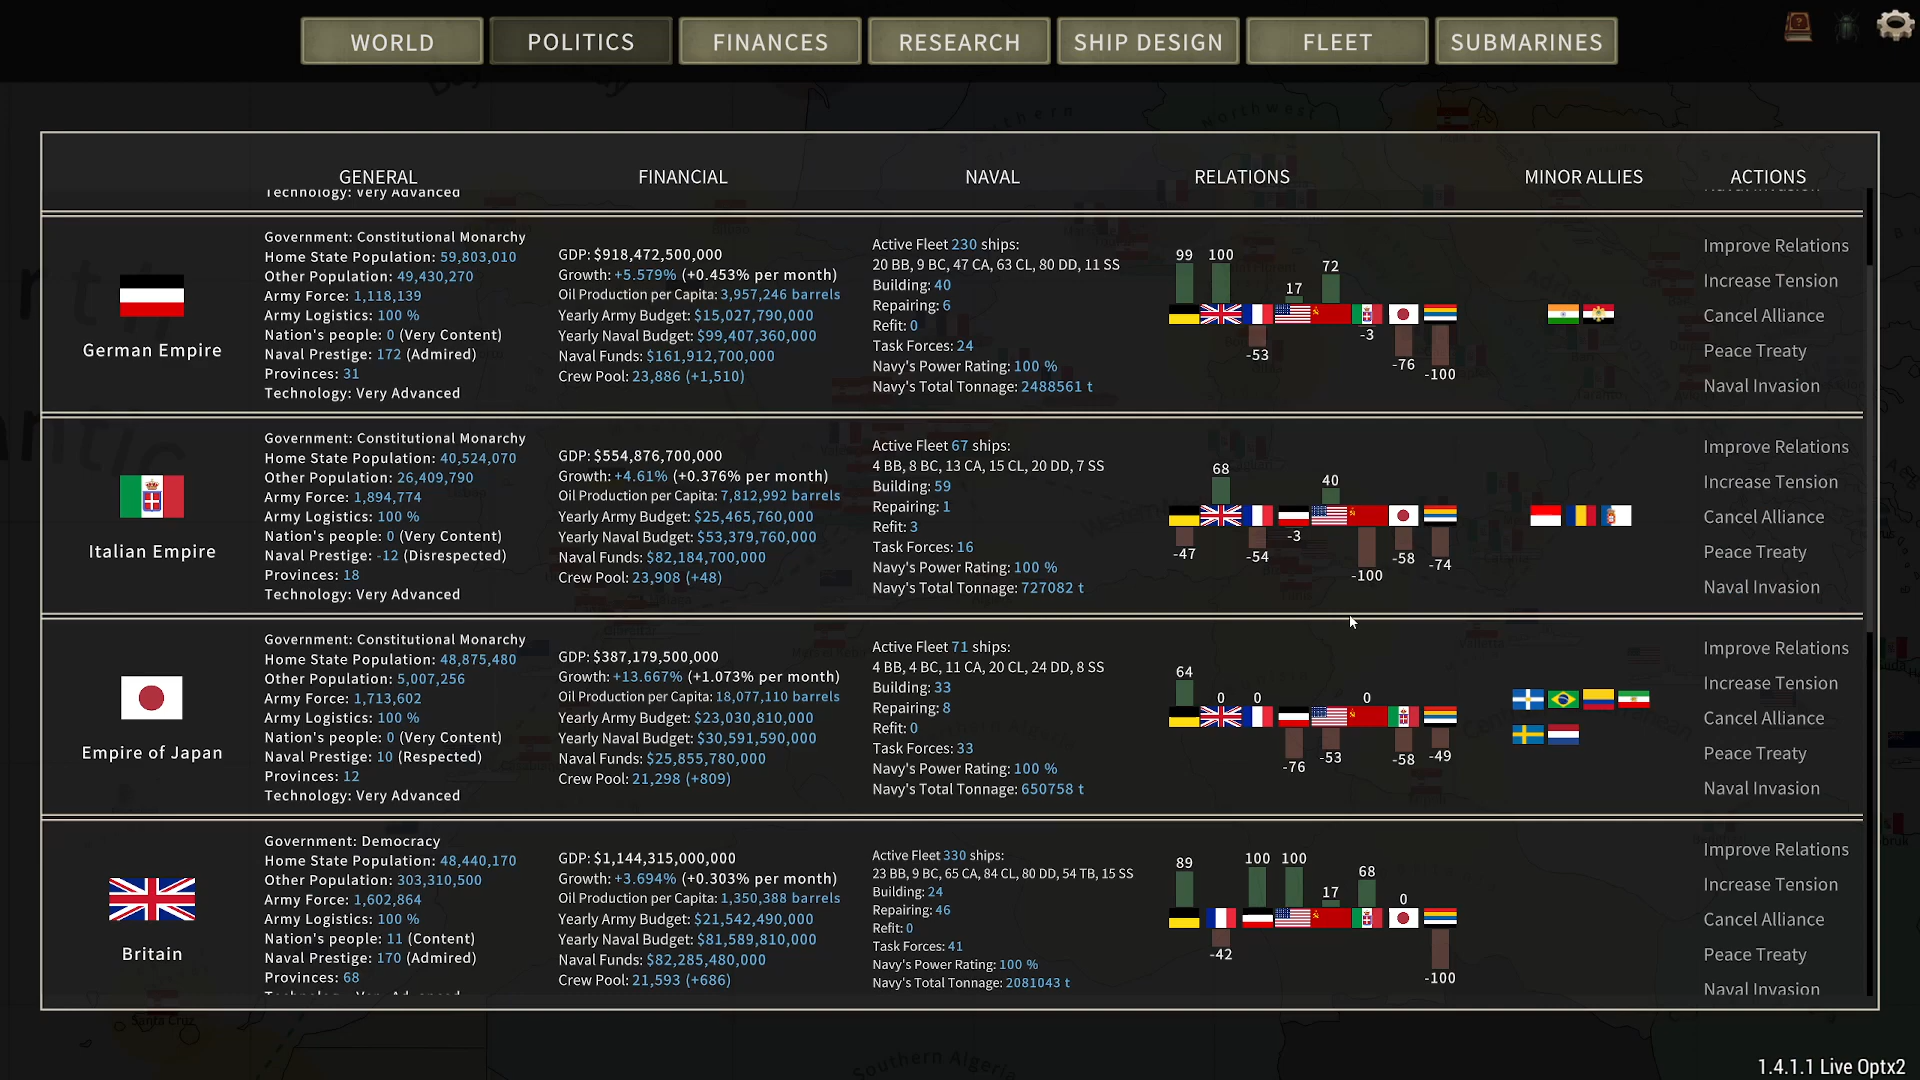 WORLD POLITICS FINANCES RESEARCH SHIP DESIGN FLEET SUBMARINES
GENERAL FINANCIAL NAVAL RELATIONS MINOR ALLIES ACTIONS
Technology: Very Advanced
German Empire
Government: Constitutional Monarchy
Home State Population: 59,803,010
Other Population: 49,430,270
Army Force: 1,118,139
Army Logistics: 100 %
Nation's people: 0 (Very Content)
Naval Prestige: 172 (Admired)
Provinces: 31
Technology: Very Advanced
GDP: $918,472,500,000
Growth: +5.579% (+0.453% per month)
Oil Production per Capita: 3,957,246 barrels
Yearly Army Budget: $15,027,790,000
Yearly Naval Budget: $99,407,360,000
Naval Funds: $161,912,700,000
Crew Pool: 23,886 (+1,510)
Active Fleet 230 ships:
20 BB, 9 BC, 47 CA, 63 CL, 80 DD, 11 SS
Building: 40
Repairing: 6
Refit: 0
Task Forces: 24
Navy's Power Rating: 100 %
Navy's Total Tonnage: 2488561 t
99 100 -53 17 72 -3 -76 -100
Improve Relations
Increase Tension
Cancel Alliance
Peace Treaty
Naval Invasion
Italian Empire
Government: Constitutional Monarchy
Home State Population: 40,524,070
Other Population: 26,409,790
Army Force: 1,894,774
Army Logistics: 100 %
Nation's people: 0 (Very Content)
Naval Prestige: -12 (Disrespected)
Provinces: 18
Technology: Very Advanced
GDP: $554,876,700,000
Growth: +4.61% (+0.376% per month)
Oil Production per Capita: 7,812,992 barrels
Yearly Army Budget: $25,465,760,000
Yearly Naval Budget: $53,379,760,000
Naval Funds: $82,184,700,000
Crew Pool: 23,908 (+48)
Active Fleet 67 ships:
4 BB, 8 BC, 13 CA, 15 CL, 20 DD, 7 SS
Building: 59
Repairing: 1
Refit: 3
Task Forces: 16
Navy's Power Rating: 100 %
Navy's Total Tonnage: 727082 t
-47 68 -54 -3 40 -100 -58 -74
Improve Relations
Increase Tension
Cancel Alliance
Peace Treaty
Naval Invasion
Empire of Japan
Government: Constitutional Monarchy
Home State Population: 48,875,480
Other Population: 5,007,256
Army Force: 1,713,602
Army Logistics: 100 %
Nation's people: 0 (Very Content)
Naval Prestige: 10 (Respected)
Provinces: 12
Technology: Very Advanced
GDP: $387,179,500,000
Growth: +13.667% (+1.073% per month)
Oil Production per Capita: 18,077,110 barrels
Yearly Army Budget: $23,030,810,000
Yearly Naval Budget: $30,591,590,000
Naval Funds: $25,855,780,000
Crew Pool: 21,298 (+809)
Active Fleet 71 ships:
4 BB, 4 BC, 11 CA, 20 CL, 24 DD, 8 SS
Building: 33
Repairing: 8
Refit: 0
Task Forces: 33
Navy's Power Rating: 100 %
Navy's Total Tonnage: 650758 t
64 0 0 -76 -53 0 -58 -49
Improve Relations
Increase Tension
Cancel Alliance
Peace Treaty
Naval Invasion
Britain
Government: Democracy
Home State Population: 48,440,170
Other Population: 303,310,500
Army Force: 1,602,864
Army Logistics: 100 %
Nation's people: 11 (Content)
Naval Prestige: 170 (Admired)
Provinces: 68
GDP: $1,144,315,000,000
Growth: +3.694% (+0.303% per month)
Oil Production per Capita: 1,350,388 barrels
Yearly Army Budget: $21,542,490,000
Yearly Naval Budget: $81,589,810,000
Naval Funds: $82,285,480,000
Crew Pool: 21,593 (+686)
Active Fleet 330 ships:
23 BB, 9 BC, 65 CA, 84 CL, 80 DD, 54 TB, 15 SS
Building: 24
Repairing: 46
Refit: 0
Task Forces: 41
Navy's Power Rating: 100 %
Navy's Total Tonnage: 2081043 t
89 -42 100 100 17 68 0 -100
Improve Relations
Increase Tension
Cancel Alliance
Peace Treaty
Naval Invasion
Santa Cruz
Southern Algeria
1.4.1.1 Live Optx2